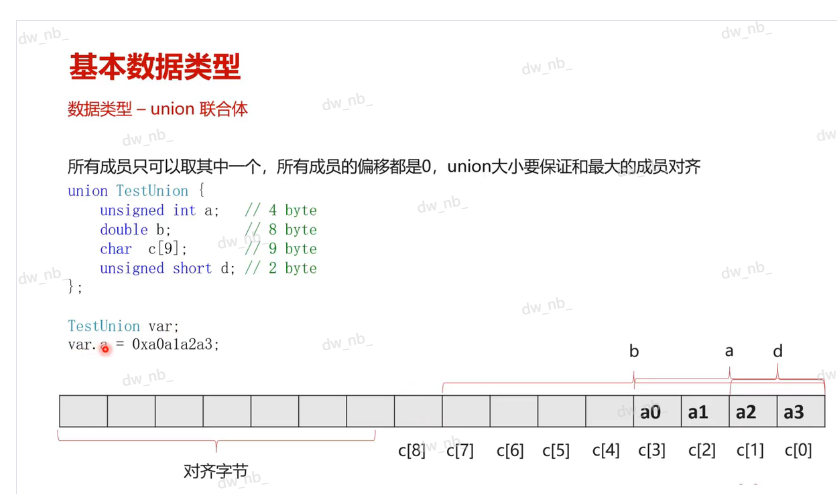 基本数据类型
数据类型 – union 联合体
所有成员只可以取其中一个，所有成员的偏移都是0，union大小要保证和最大的成员对齐
union TestUnion {
    unsigned int a;   // 4 byte
    double b;         // 8 byte
    char  c[9];       // 9 byte
    unsigned short d; // 2 byte
};
TestUnion var;
var.a = 0xa0a1a2a3;
b a d
a0 a1 a2 a3
c[8] c[7] c[6] c[5] c[4] c[3] c[2] c[1] c[0]
对齐字节
dw_nb_